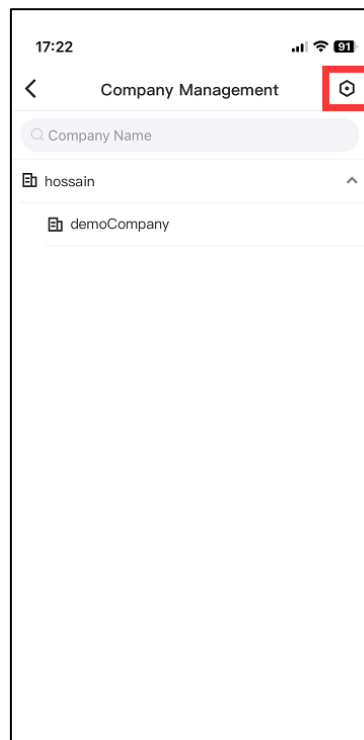 17:22
91
Company Management
Company Name
hossain
demoCompany